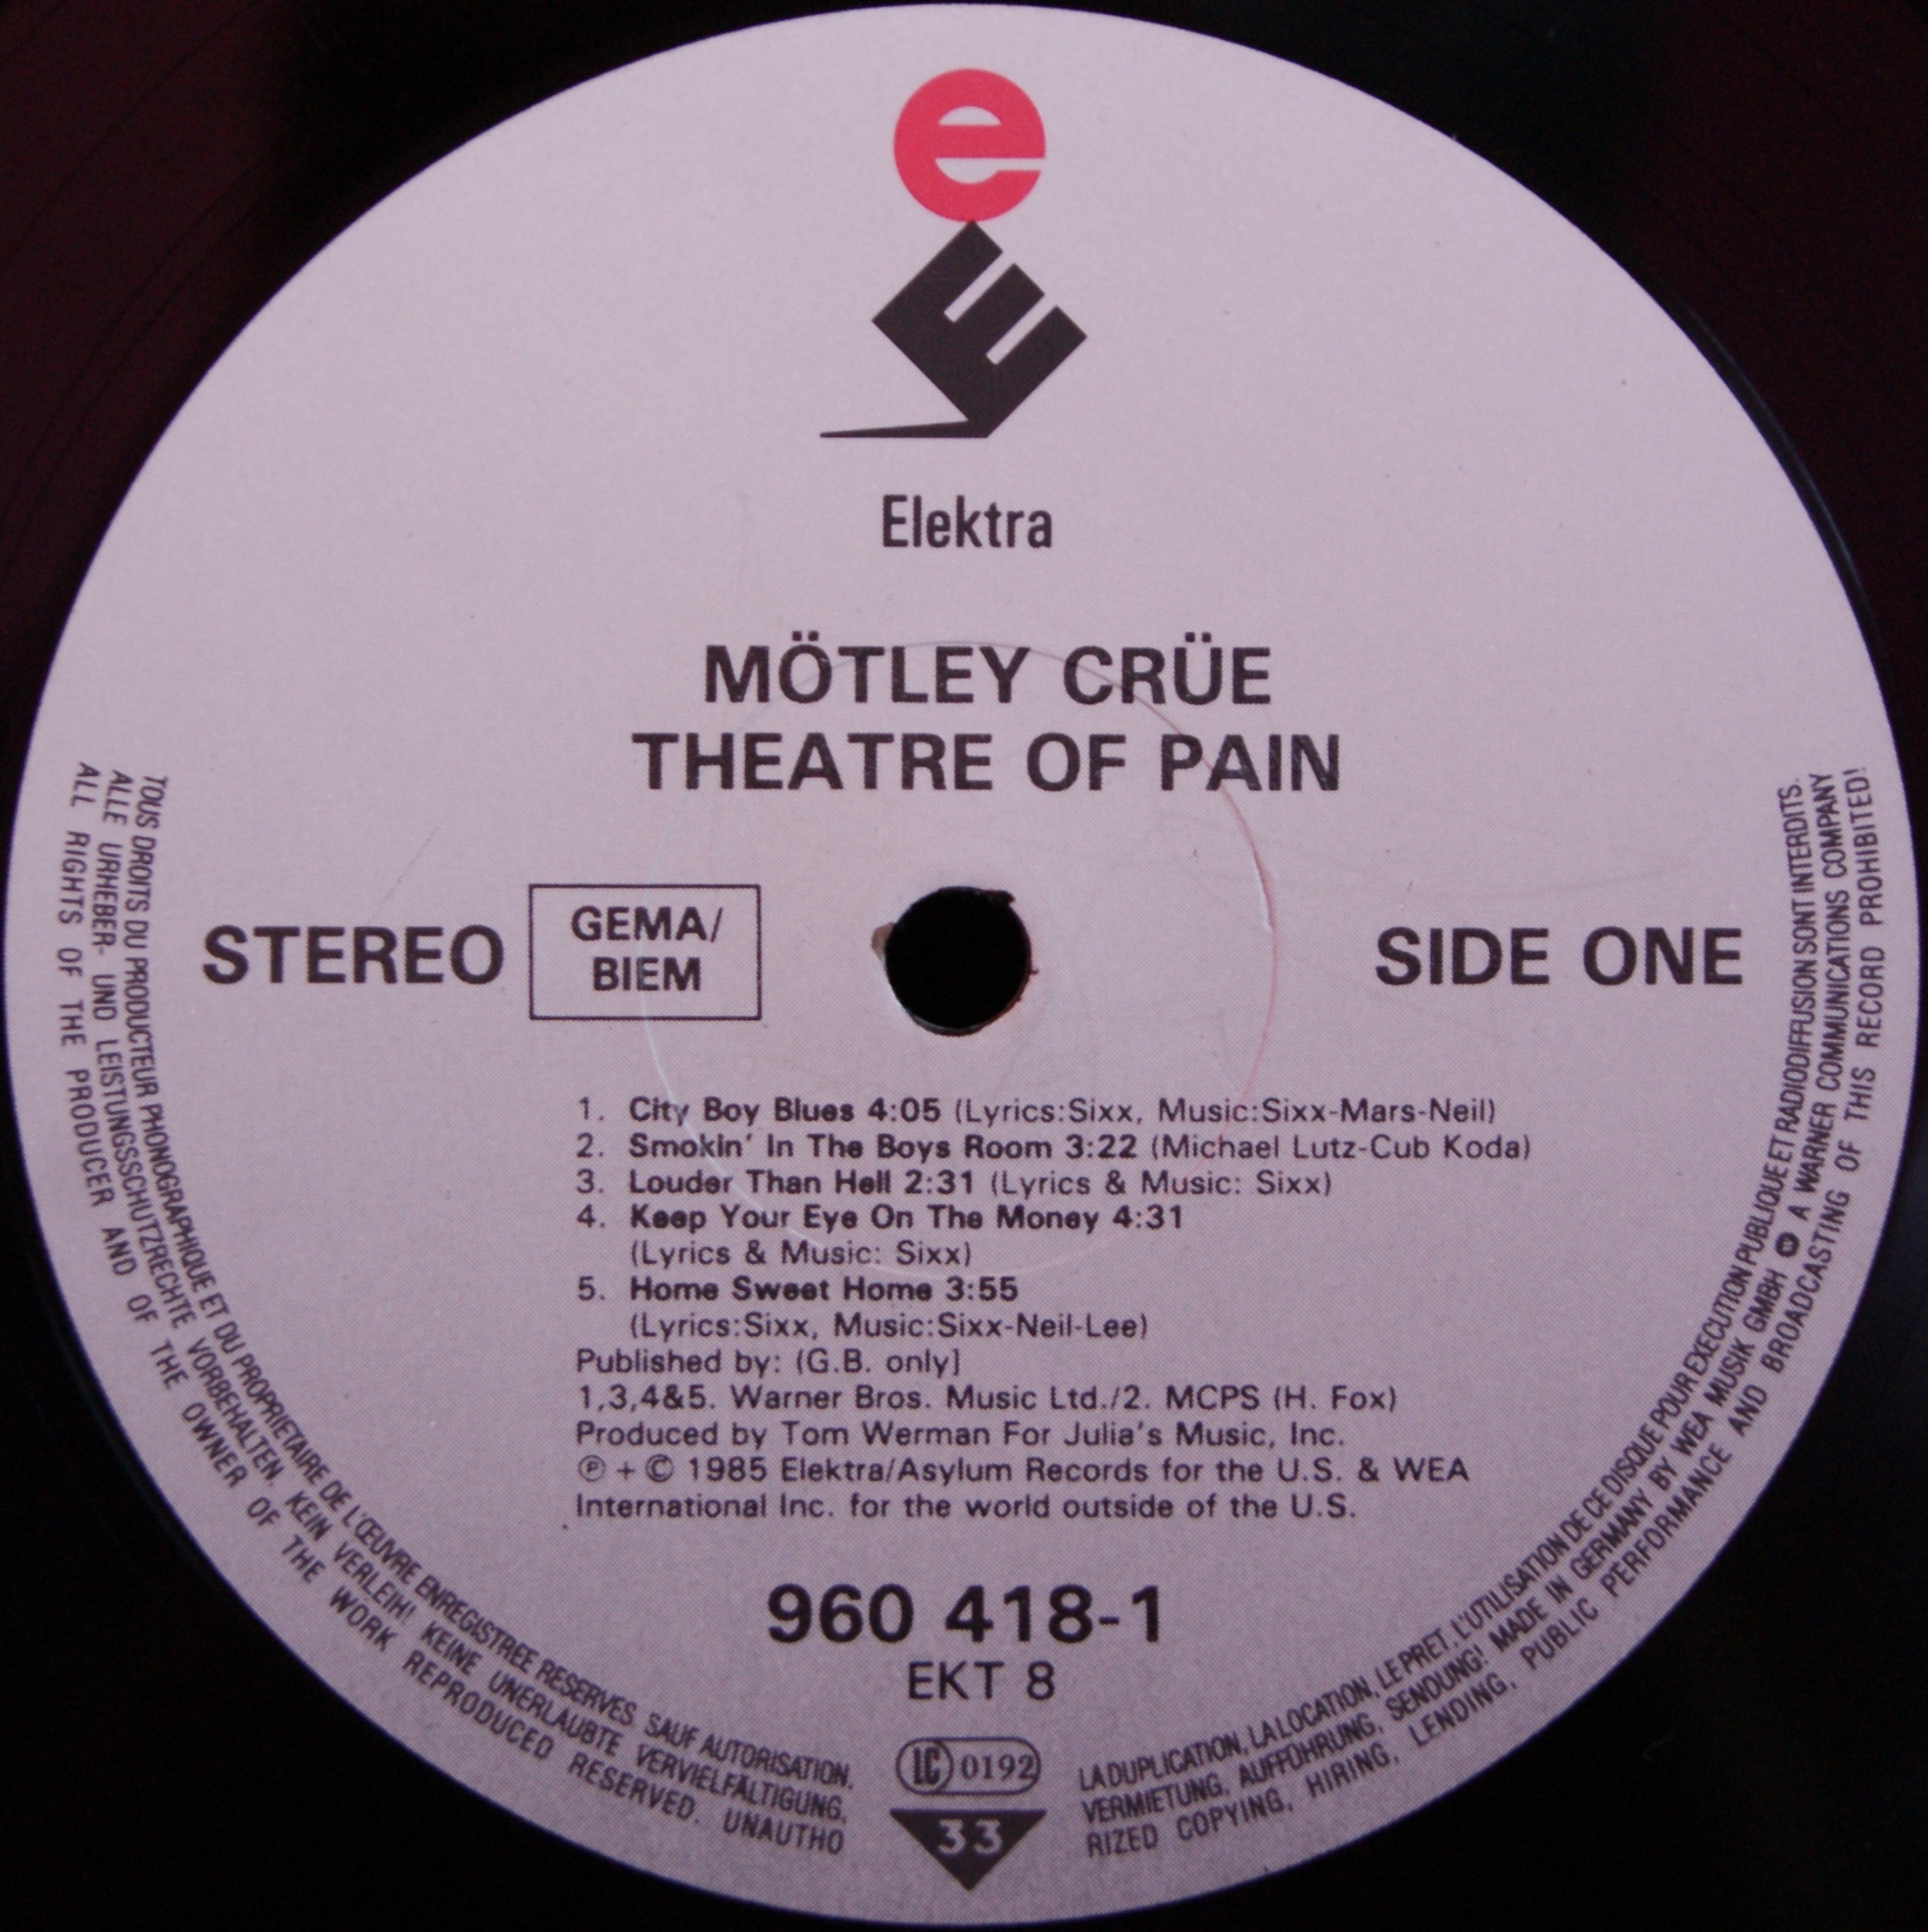 e
E
Elektra
MÖTLEY CRÜE
THEATRE OF PAIN
STEREO
GEMA/
BIEM
SIDE ONE
1. City Boy Blues 4:05 (Lyrics:Sixx, Music:Sixx-Mars-Neil)
2. Smokin' In The Boys Room 3:22 (Michael Lutz-Cub Koda)
3. Louder Than Hell 2:31 (Lyrics & Music: Sixx)
4. Keep Your Eye On The Money 4:31
(Lyrics & Music: Sixx)
5. Home Sweet Home 3:55
(Lyrics:Sixx, Music:Sixx-Neil-Lee)
Published by: (G.B. only]
1,3,4&5. Warner Bros. Music Ltd./2. MCPS (H. Fox)
Produced by Tom Werman For Julia's Music, Inc.
℗ + © 1985 Elektra/Asylum Records for the U.S. & WEA
International Inc. for the world outside of the U.S.
960 418-1
EKT 8
LC 0192
33
TOUS DROITS DU PRODUCTEUR PHONOGRAPHIQUE ET DU PROPRIETAIRE DE L'ŒUVRE ENREGISTREE RESERVES. SAUF AUTORISATION, LA DUPLICATION, LA LOCATION, LE PRET, L'UTILISATION DE CE DISQUE POUR EXECUTION PUBLIQUE ET RADIODIFFUSION SONT INTERDITS.
ALLE URHEBER- UND LEISTUNGSSCHUTZRECHTE VORBEHALTEN. KEIN VERLEIH! KEINE UNERLAUBTE VERVIELFÄLTIGUNG, VERMIETUNG, AUFFÜHRUNG, SENDUNG! MADE IN GERMANY BY WEA MUSIK GMBH A WARNER COMMUNICATIONS COMPANY
ALL RIGHTS OF THE PRODUCER AND OF THE OWNER OF THE WORK REPRODUCED RESERVED. UNAUTHORIZED COPYING, HIRING, LENDING, PUBLIC PERFORMANCE AND BROADCASTING OF THIS RECORD PROHIBITED!